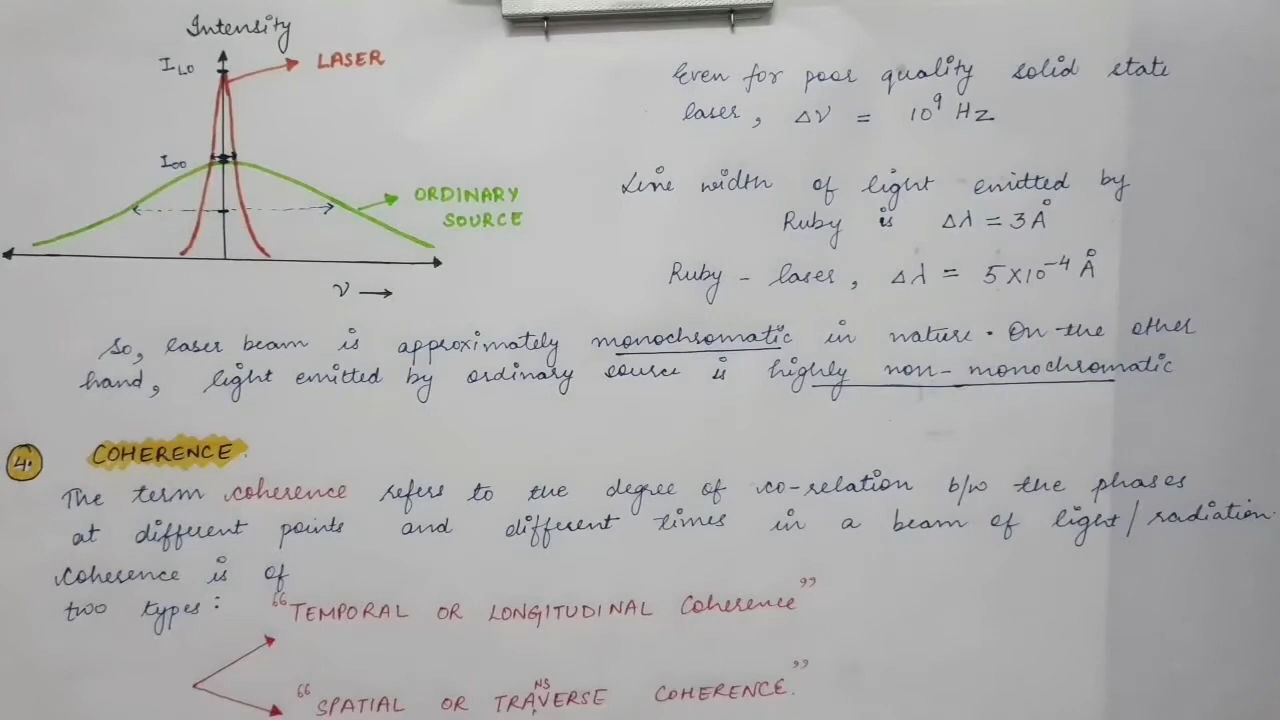 Intensity
I_L0
LASER
I_00
ORDINARY
SOURCE
ν →
Even for poor quality solid state
laser, Δν = 10⁹ Hz
Line width of light emitted by
Ruby is Δλ = 3 Å
Ruby - laser, Δλ = 5×10⁻⁴ Å
So, laser beam is approximately monochromatic in nature. On the other
hand, light emitted by ordinary source is highly non-monochromatic
4. COHERENCE.
The term coherence refers to the degree of co-relation b/w the phases
at different points and different times in a beam of light/radiation.
Coherence is of
two types:
"TEMPORAL OR LONGITUDINAL Coherence"
"SPATIAL OR TRANSVERSE COHERENCE."